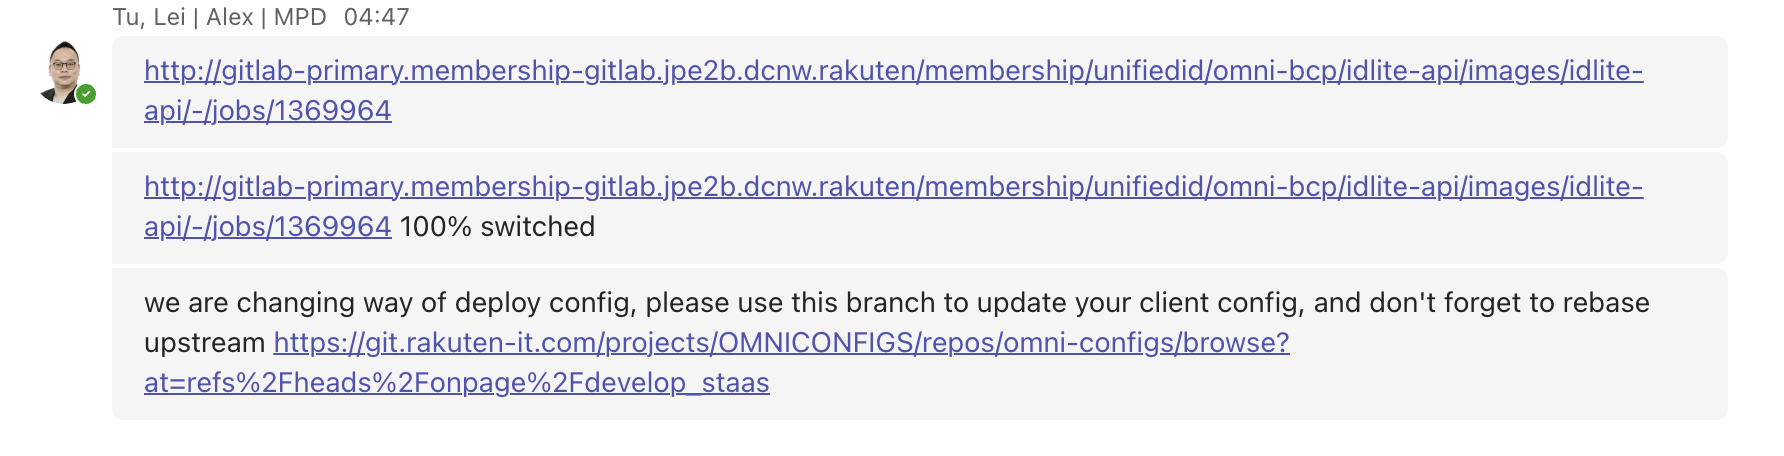 Tu, Lei | Alex | MPD 04:47
http://gitlab-primary.membership-gitlab.jpe2b.dcnw.rakuten/membership/unifiedid/omni-bcp/idlite-api/images/idlite-
api/-/jobs/1369964
http://gitlab-primary.membership-gitlab.jpe2b.dcnw.rakuten/membership/unifiedid/omni-bcp/idlite-api/images/idlite-
api/-/jobs/1369964 100% switched
we are changing way of deploy config, please use this branch to update your client config, and don't forget to rebase
upstream https://git.rakuten-it.com/projects/OMNICONFIGS/repos/omni-configs/browse?
at=refs%2Fheads%2Fonpage%2Fdevelop_staas